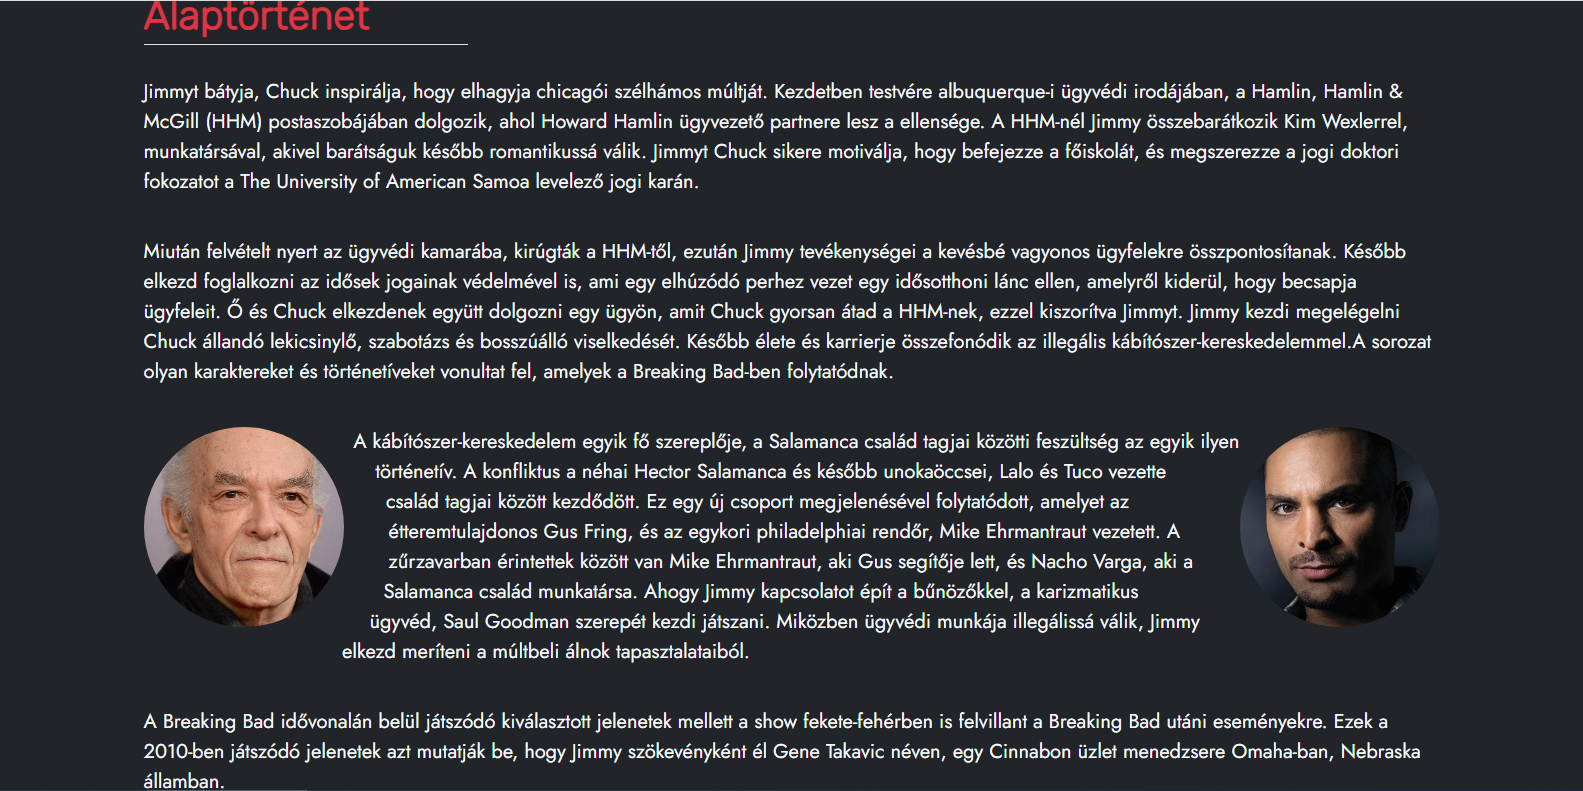 Alaptörténet
Jimmyt bátyja, Chuck inspirálja, hogy elhagyja chicagói szélhámos múltját. Kezdetben testvére albuquerque-i ügyvédi irodájában, a Hamlin, Hamlin &
McGill (HHM) postaszobájában dolgozik, ahol Howard Hamlin ügyvezető partnere lesz a ellensége. A HHM-nél Jimmy összebarátkozik Kim Wexlerrel,
munkatársával, akivel barátságuk később romantikussá válik. Jimmyt Chuck sikere motiválja, hogy befejezze a főiskolát, és megszerezze a jogi doktori
fokozatot a The University of American Samoa levelező jogi karán.
Miután felvételt nyert az ügyvédi kamarába, kirúgták a HHM-től, ezután Jimmy tevékenységei a kevésbé vagyonos ügyfelekre összpontosítanak. Később
elkezd foglalkozni az idősek jogainak védelmével is, ami egy elhúzódó perhez vezet egy idősotthoni lánc ellen, amelyről kiderül, hogy becsapja
ügyfeleit. Ő és Chuck elkezdenek együtt dolgozni egy ügyön, amit Chuck gyorsan átad a HHM-nek, ezzel kiszorítva Jimmyt. Jimmy kezdi megelégelni
Chuck állandó lekicsinylő, szabotázs és bosszúálló viselkedését. Később élete és karrierje összefonódik az illegális kábítószer-kereskedelemmel.A sorozat
olyan karaktereket és történetíveket vonultat fel, amelyek a Breaking Bad-ben folytatódnak.
A kábítószer-kereskedelem egyik fő szereplője, a Salamanca család tagjai közötti feszültség az egyik ilyen
történetív. A konfliktus a néhai Hector Salamanca és később unokaöccsei, Lalo és Tuco vezette
család tagjai között kezdődött. Ez egy új csoport megjelenésével folytatódott, amelyet az
étteremtulajdonos Gus Fring, és az egykori philadelphiai rendőr, Mike Ehrmantraut vezetett. A
zűrzavarban érintettek között van Mike Ehrmantraut, aki Gus segítője lett, és Nacho Varga, aki a
Salamanca család munkatársa. Ahogy Jimmy kapcsolatot épít a bűnözőkkel, a karizmatikus
ügyvéd, Saul Goodman szerepét kezdi játszani. Miközben ügyvédi munkája illegálissá válik, Jimmy
elkezd meríteni a múltbeli álnok tapasztalataiból.
A Breaking Bad idővonalán belül játszódó kiválasztott jelenetek mellett a show fekete-fehérben is felvillant a Breaking Bad utáni eseményekre. Ezek a
2010-ben játszódó jelenetek azt mutatják be, hogy Jimmy szökevényként él Gene Takavic néven, egy Cinnabon üzlet menedzsere Omaha-ban, Nebraska
államban.